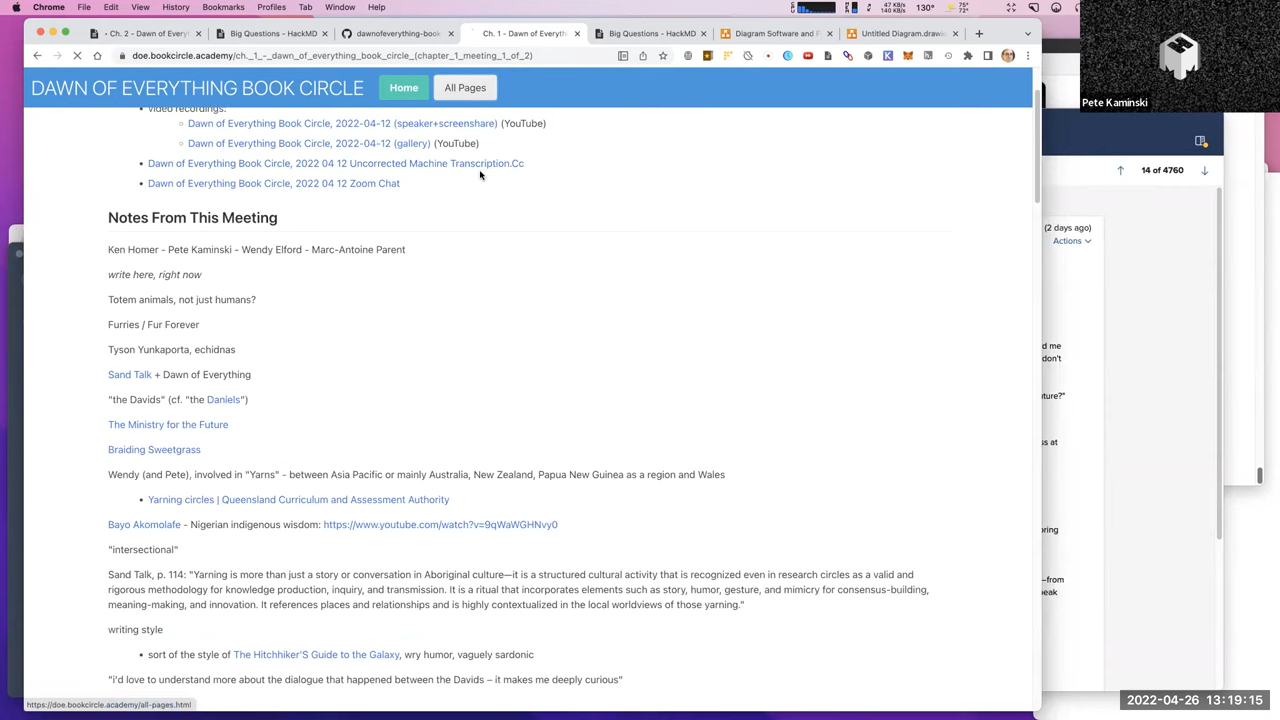 Chrome File Edit View History Bookmarks Profiles Tab Window Help
47 KB/s
140 KB/s
130°
75°
72°
Ch. 2 - Dawn of Every
Big Questions - HackMD
dawnofeverything-book
Ch. 1 - Dawn of Everyth
Big Questions - HackMD
Diagram Software and F
Untitled Diagram.drawi
doe.bookcircle.academy/ch._1_-_dawn_of_everything_book_circle_(chapter_1_meeting_1_of_2)
DAWN OF EVERYTHING BOOK CIRCLE Home All Pages
video recordings:
Dawn of Everything Book Circle, 2022-04-12 (speaker+screenshare) (YouTube)
Dawn of Everything Book Circle, 2022-04-12 (gallery) (YouTube)
Dawn of Everything Book Circle, 2022 04 12 Uncorrected Machine Transcription.Cc
Dawn of Everything Book Circle, 2022 04 12 Zoom Chat
Notes From This Meeting
Ken Homer - Pete Kaminski - Wendy Elford - Marc-Antoine Parent
write here, right now
Totem animals, not just humans?
Furries / Fur Forever
Tyson Yunkaporta, echidnas
Sand Talk + Dawn of Everything
"the Davids" (cf. "the Daniels")
The Ministry for the Future
Braiding Sweetgrass
Wendy (and Pete), involved in "Yarns" - between Asia Pacific or mainly Australia, New Zealand, Papua New Guinea as a region and Wales
Yarning circles | Queensland Curriculum and Assessment Authority
Bayo Akomolafe - Nigerian indigenous wisdom: https://www.youtube.com/watch?v=9qWaWGHNvy0
"intersectional"
Sand Talk, p. 114: "Yarning is more than just a story or conversation in Aboriginal culture—it is a structured cultural activity that is recognized even in research circles as a valid and
rigorous methodology for knowledge production, inquiry, and transmission. It is a ritual that incorporates elements such as story, humor, gesture, and mimicry for consensus-building,
meaning-making, and innovation. It references places and relationships and is highly contextualized in the local worldviews of those yarning."
writing style
sort of the style of The Hitchhiker'S Guide to the Galaxy, wry humor, vaguely sardonic
"i'd love to understand more about the dialogue that happened between the Davids – it makes me deeply curious"
https://doe.bookcircle.academy/all-pages.html
Pete Kaminski
14 of 4760
(2 days ago)
Actions
d me
don't
ture?"
ss at
oring
—from
peak
2022-04-26 13:19:15